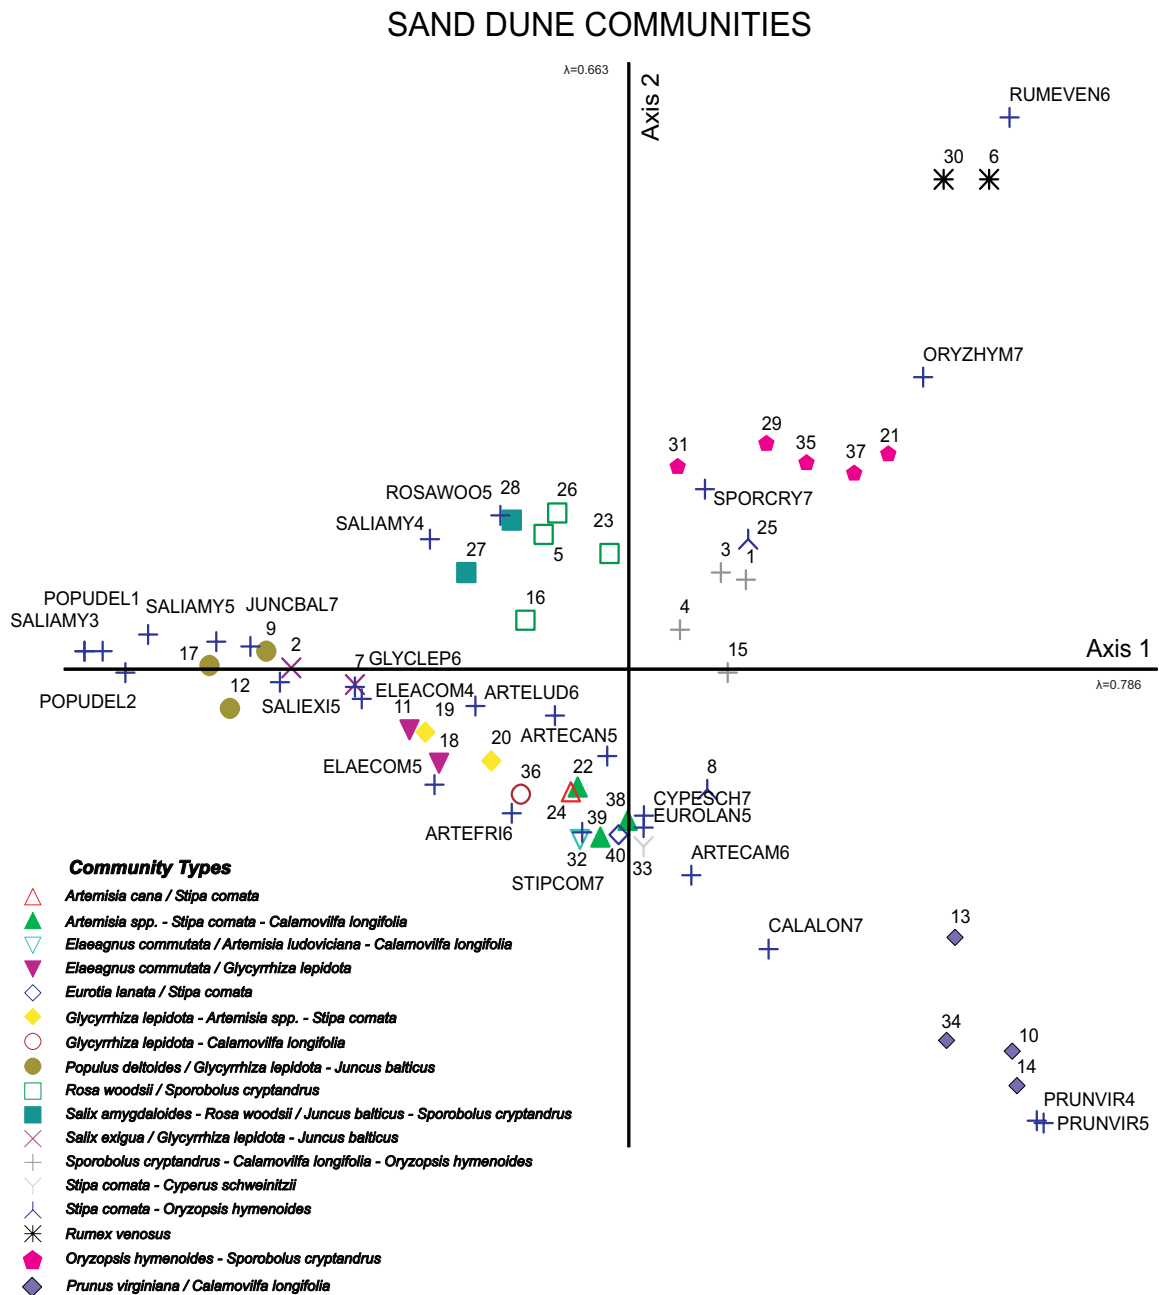 SAND DUNE COMMUNITIES
λ=0.663
Axis 2
RUMEVEN6
30 6
ORYZHYM7
31 29 35 37 21
SPORCRY7
25
3 1
4
15
ROSAWOO5 28 26
SALIAMY4 23
27 5
16
POPUDEL1 SALIAMY5 JUNCBAL7
SALIAMY3 9 2
17
Axis 1
λ=0.786
POPUDEL2 12
SALIEXI5
7 GLYCLEP6
ELEACOM4 ARTELUD6
11 19
18 20 ARTECAN5
ELAECOM5 36 22
24 38 8
CYPESCH7
EUROLAN5
ARTEFRI6 39
32 40 33
ARTECAM6
STIPCOM7
CALALON7
13
34 10
14
PRUNVIR4
PRUNVIR5
Community Types
Artemisia cana / Stipa comata
Artemisia spp. - Stipa comata - Calamovilfa longifolia
Elaeagnus commutata / Artemisia ludoviciana - Calamovilfa longifolia
Elaeagnus commutata / Glycyrrhiza lepidota
Eurotia lanata / Stipa comata
Glycyrrhiza lepidota - Artemisia spp. - Stipa comata
Glycyrrhiza lepidota - Calamovilfa longifolia
Populus deltoides / Glycyrrhiza lepidota - Juncus balticus
Rosa woodsii / Sporobolus cryptandrus
Salix amygdaloides - Rosa woodsii / Juncus balticus - Sporobolus cryptandrus
Salix exigua / Glycyrrhiza lepidota - Juncus balticus
Sporobolus cryptandrus - Calamovilfa longifolia - Oryzopsis hymenoides
Stipa comata - Cyperus schweinitzii
Stipa comata - Oryzopsis hymenoides
Rumex venosus
Oryzopsis hymenoides - Sporobolus cryptandrus
Prunus virginiana / Calamovilfa longifolia